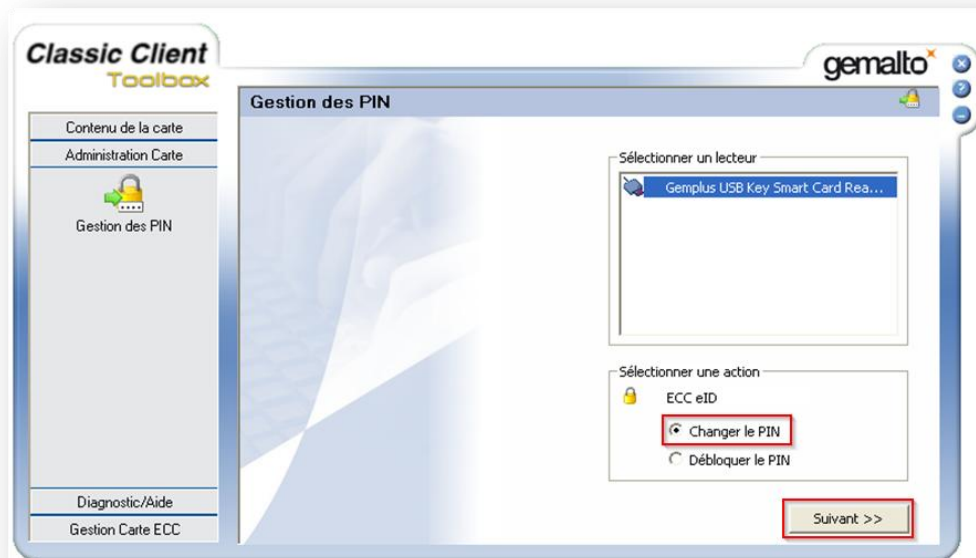 Classic Client
Toolbox
gemalto
Gestion des PIN
Contenu de la carte
Administration Carte
Gestion des PIN
Diagnostic/Aide
Gestion Carte ECC
Sélectionner un lecteur
Gemplus USB Key Smart Card Rea...
Sélectionner une action
ECC eID
Changer le PIN
Débloquer le PIN
Suivant >>